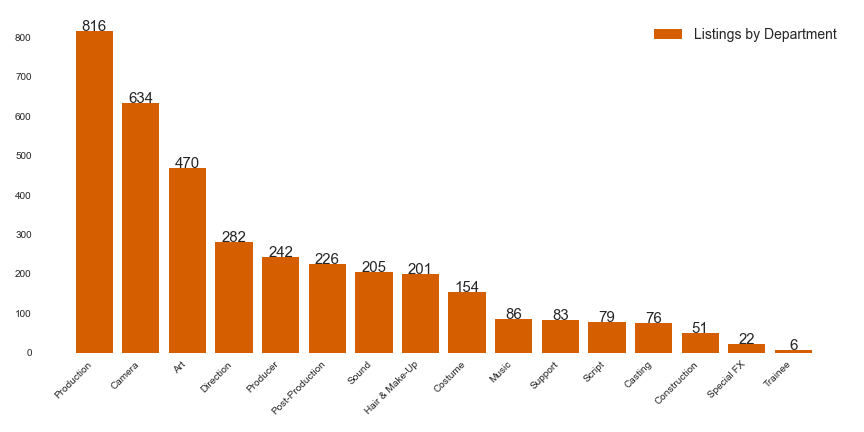 Listings by Department
816
634
470
282
242
226
205
201
154
86
83
79
76
51
22
6
800
700
600
500
400
300
200
100
0
Production
Camera
Art
Direction
Producer
Post-Production
Sound
Hair & Make-Up
Costume
Music
Support
Script
Casting
Construction
Special FX
Trainee